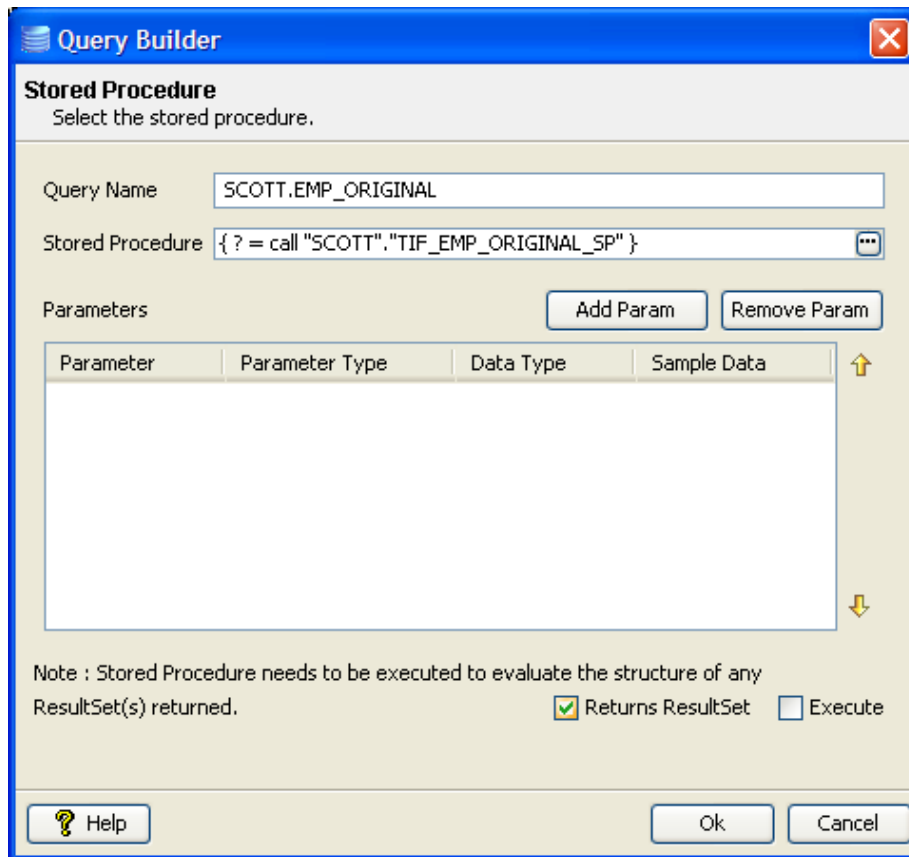 Query Builder
Stored Procedure
Select the stored procedure.
Query Name SCOTT.EMP_ORIGINAL
Stored Procedure { ? = call "SCOTT"."TIF_EMP_ORIGINAL_SP" }
Parameters Add Param Remove Param
Parameter Parameter Type Data Type Sample Data
Note : Stored Procedure needs to be executed to evaluate the structure of any
ResultSet(s) returned. Returns ResultSet Execute
? Help Ok Cancel